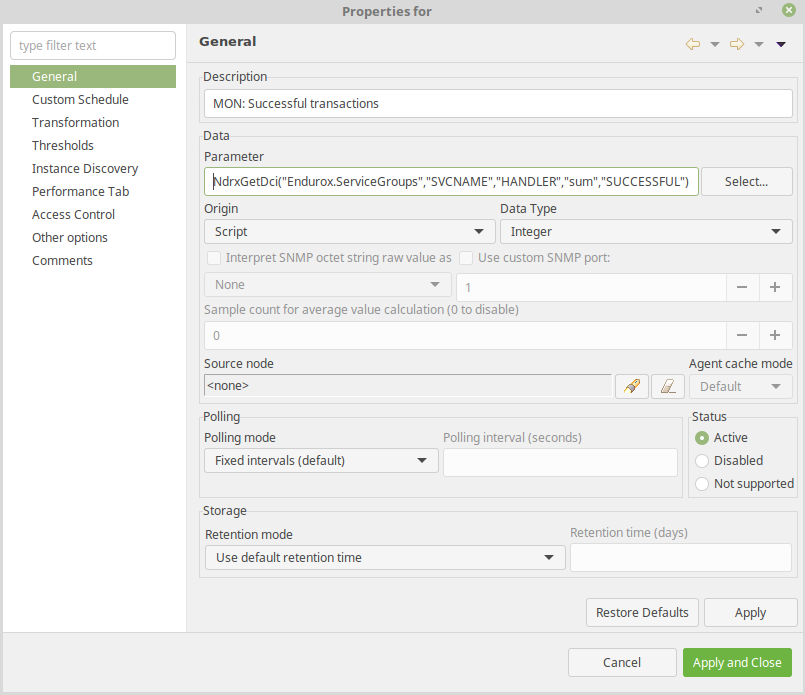 Properties for
type filter text
General
Custom Schedule
Transformation
Thresholds
Instance Discovery
Performance Tab
Access Control
Other options
Comments
General
Description
MON: Successful transactions
Data
Parameter
NdrxGetDci("Endurox.ServiceGroups","SVCNAME","HANDLER","sum","SUCCESSFUL")
Select...
Origin
Data Type
Script
Integer
Interpret SNMP octet string raw value as
Use custom SNMP port:
None
1
Sample count for average value calculation (0 to disable)
0
Source node
Agent cache mode
<none>
Default
Polling
Status
Polling mode
Polling interval (seconds)
Active
Fixed intervals (default)
Disabled
Not supported
Storage
Retention mode
Retention time (days)
Use default retention time
Restore Defaults
Apply
Cancel
Apply and Close